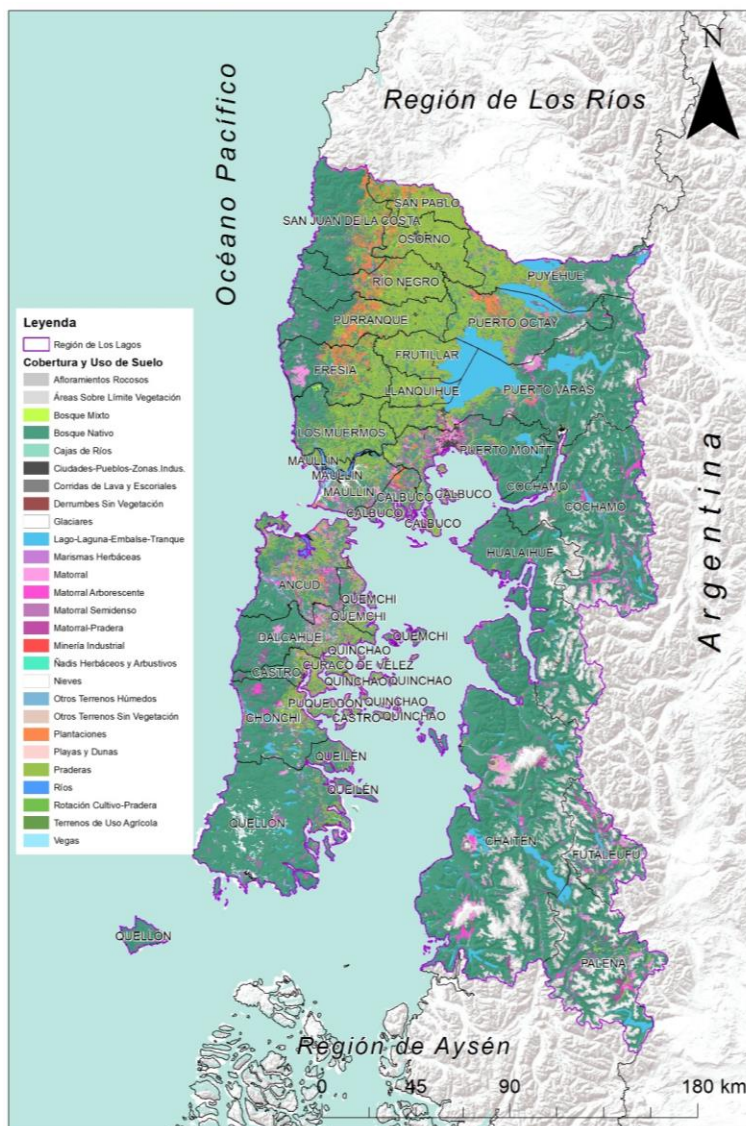 N
Región de Los Ríos
Océano Pacífico
SAN PABLO
SAN JUAN DE LA COSTA
OSORNO
PUYEHUE
RIO NEGRO
PURRANQUE
PUERTO OCTAY
FRUTILLAR
FRESIA
LLANQUIHUE
PUERTO VARAS
LOS MUERMOS
PUERTO MONTT
MAULLIN
MAULLIN
MAULLIN
COCHAMO
CALBUCO
CALBUCO
COCHAMO
CALBUCO
CALBUCO
HUALAIHUE
Argentina
ANCUD
QUEMCHI
QUEMCHI
DALCAHUE
QUEMCHI
QUINCHAO
CURACO DE VELEZ
CASTRO
QUINCHAO
QUINCHAO
PUQUELDON
QUINCHAO
CHONCHI
CASTRO
QUINCHAO
QUEILEN
QUEILEN
QUELLON
CHAITEN
FUTALEUFU
QUELLON
PALENA
Región de Aysén
0 45 90 180 km
Leyenda
Región de Los Lagos
Cobertura y Uso de Suelo
Afloramientos Rocosos
Áreas Sobre Límite Vegetación
Bosque Mixto
Bosque Nativo
Cajas de Ríos
Ciudades-Pueblos-Zonas.Indus.
Corridas de Lava y Escoriales
Derrumbes Sin Vegetación
Glaciares
Lago-Laguna-Embalse-Tranque
Marismas Herbáceas
Matorral
Matorral Arborescente
Matorral Semidenso
Matorral-Pradera
Minería Industrial
Ñadis Herbáceos y Arbustivos
Nieves
Otros Terrenos Húmedos
Otros Terrenos Sin Vegetación
Plantaciones
Playas y Dunas
Praderas
Ríos
Rotación Cultivo-Pradera
Terrenos de Uso Agrícola
Vegas